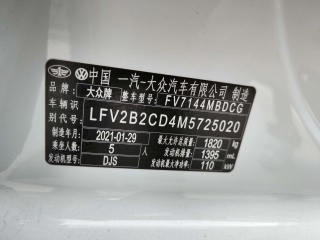 中国 一汽-大众汽车有限公司 制造
品牌: 大众牌 型号: FV7144MBDCG
车辆识别代号: LFV2B2CD4M5725020
制造年月: 2021-01-29 最大允许总质量: 1820 kg
乘坐人数: 5 人 发动机排量: 1395 mL
发动机型号: DJS 发动机最大净功率: 110 kW